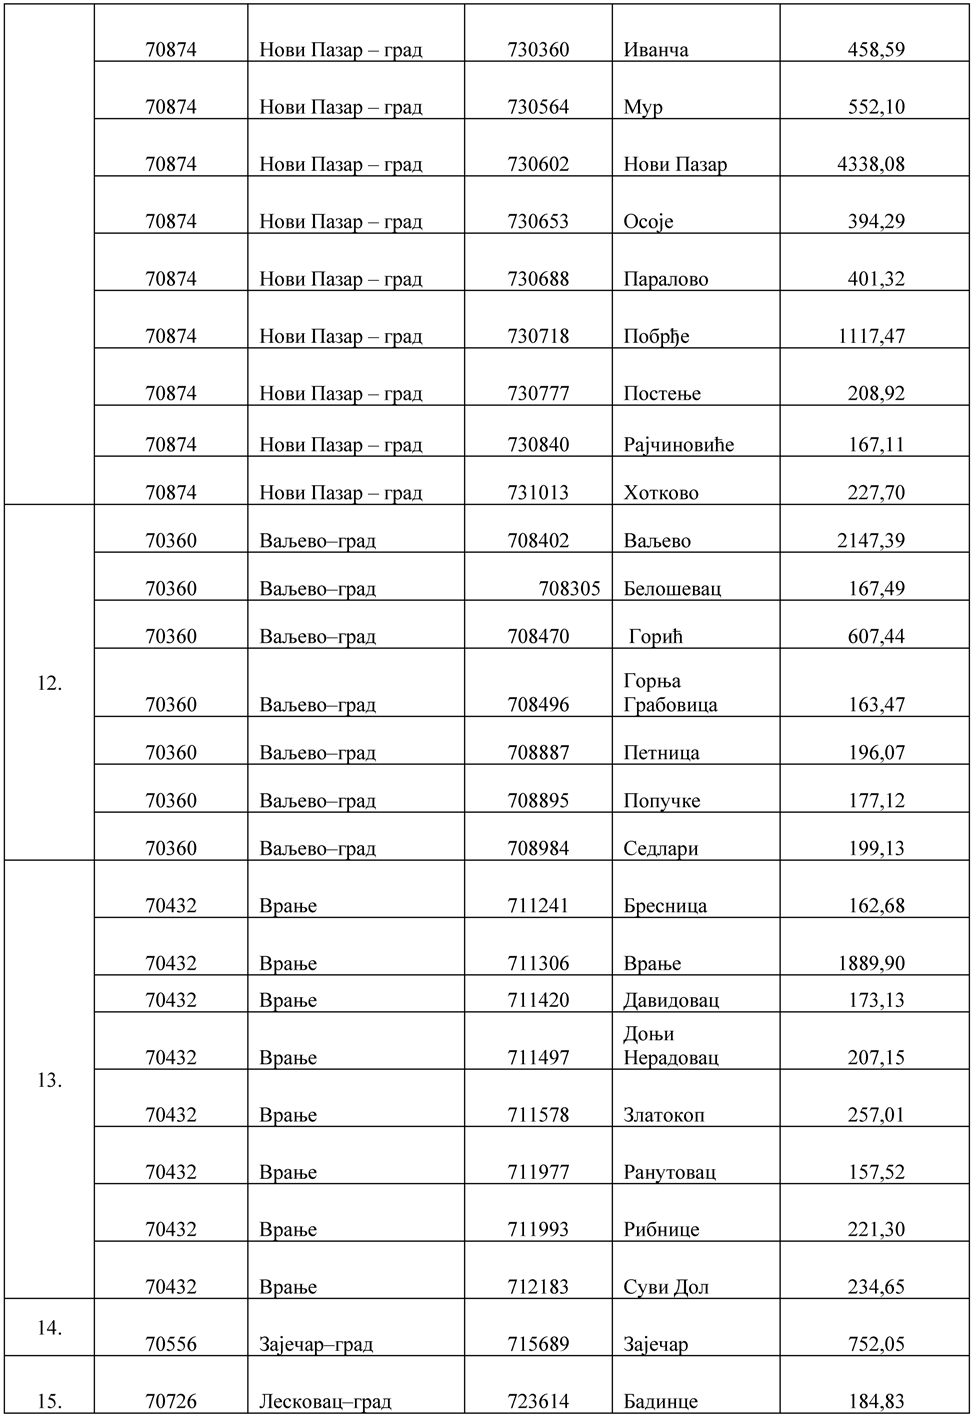 70874 Нови Пазар – град 730360 Иванча 458,59
70874 Нови Пазар – град 730564 Мур 552,10
70874 Нови Пазар – град 730602 Нови Пазар 4338,08
70874 Нови Пазар – град 730653 Осоје 394,29
70874 Нови Пазар – град 730688 Паралово 401,32
70874 Нови Пазар – град 730718 Побрђе 1117,47
70874 Нови Пазар – град 730777 Постење 208,92
70874 Нови Пазар – град 730840 Рајчиновиће 167,11
70874 Нови Пазар – град 731013 Хотково 227,70
70360 Ваљево–град 708402 Ваљево 2147,39
70360 Ваљево–град 708305 Белошевац 167,49
70360 Ваљево–град 708470 Горић 607,44
12.
Горња
70360 Ваљево–град 708496 Грабовица 163,47
70360 Ваљево–град 708887 Петница 196,07
70360 Ваљево–град 708895 Попучке 177,12
70360 Ваљево–град 708984 Седлари 199,13
70432 Врање 711241 Бресница 162,68
70432 Врање 711306 Врање 1889,90
70432 Врање 711420 Давидовац 173,13
Доњи
70432 Врање 711497 Нерадовац 207,15
13.
70432 Врање 711578 Златокоп 257,01
70432 Врање 711977 Ранутовац 157,52
70432 Врање 711993 Рибнице 221,30
70432 Врање 712183 Суви Дол 234,65
14.
70556 Зајечар–град 715689 Зајечар 752,05
15. 70726 Лесковац–град 723614 Бадинце 184,83